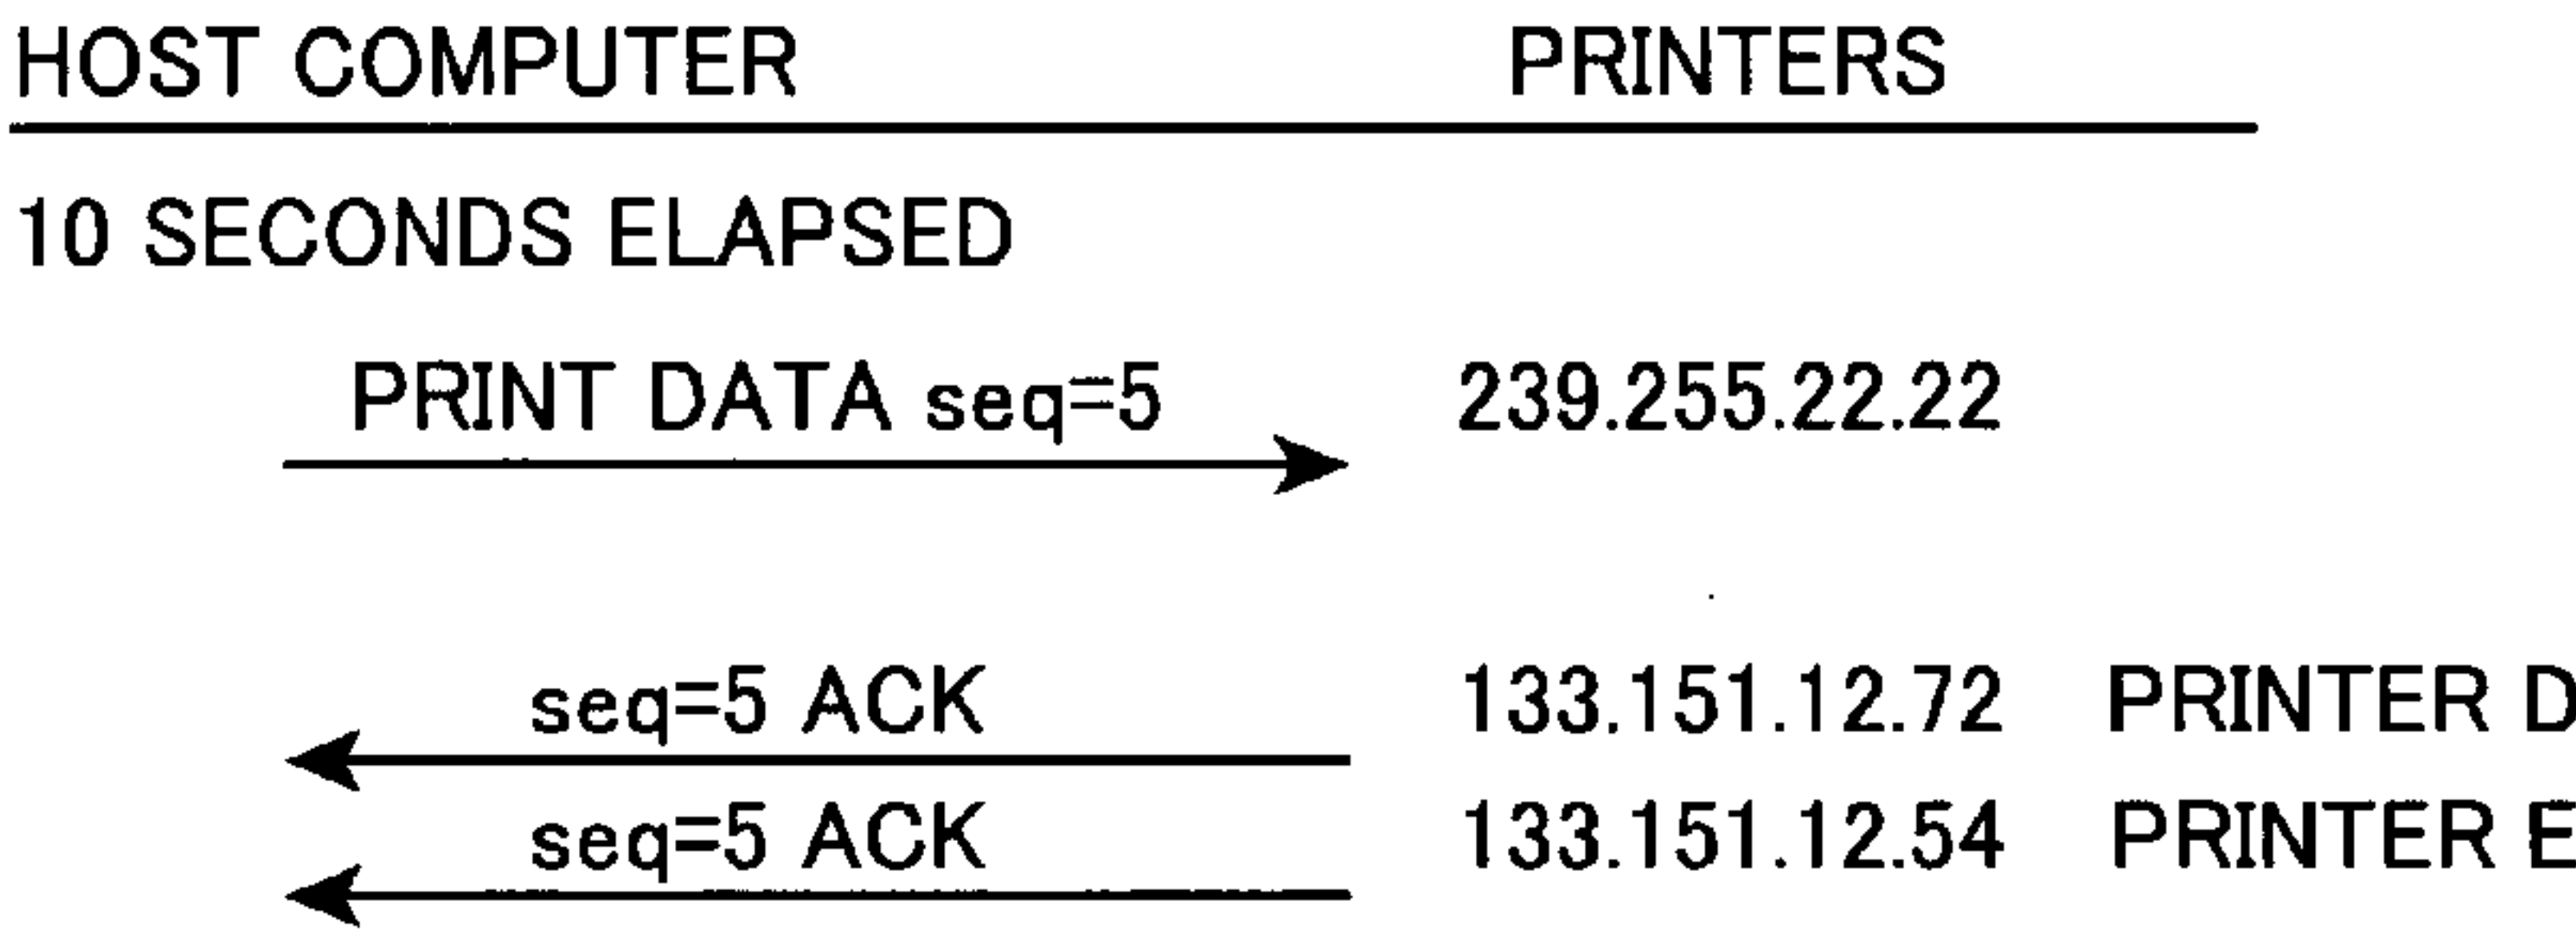 HOST COMPUTER PRINTERS
10 SECONDS ELAPSED
PRINT DATA seq=5 239.255.22.22
seq=5 ACK 133.151.12.72 PRINTER D
seq=5 ACK 133.151.12.54 PRINTER E